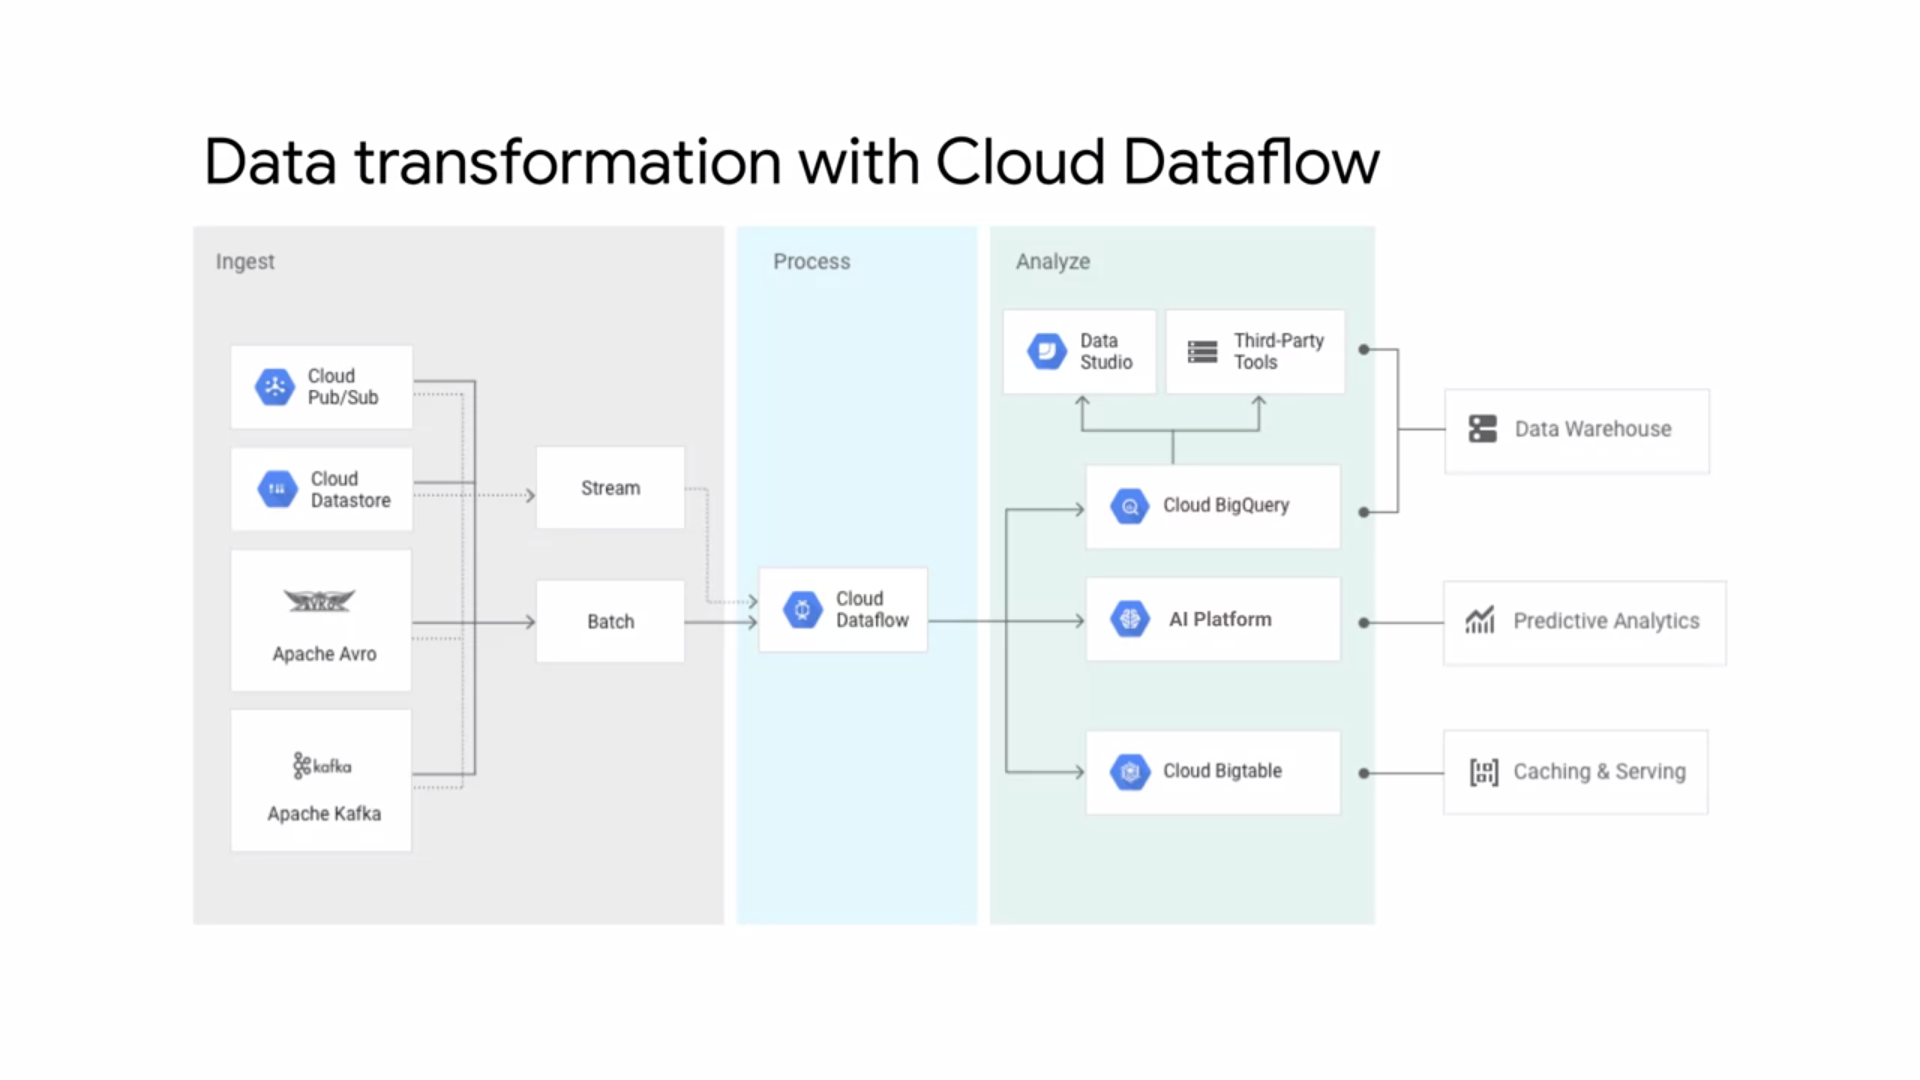 Data transformation with Cloud Dataflow
Ingest
Cloud
Pub/Sub
Cloud
Datastore
AVRO
Apache Avro
kafka
Apache Kafka
Stream
Batch
Process
Cloud
Dataflow
Analyze
Data
Studio
Third-Party
Tools
Cloud BigQuery
AI Platform
Cloud Bigtable
Data Warehouse
Predictive Analytics
Caching & Serving